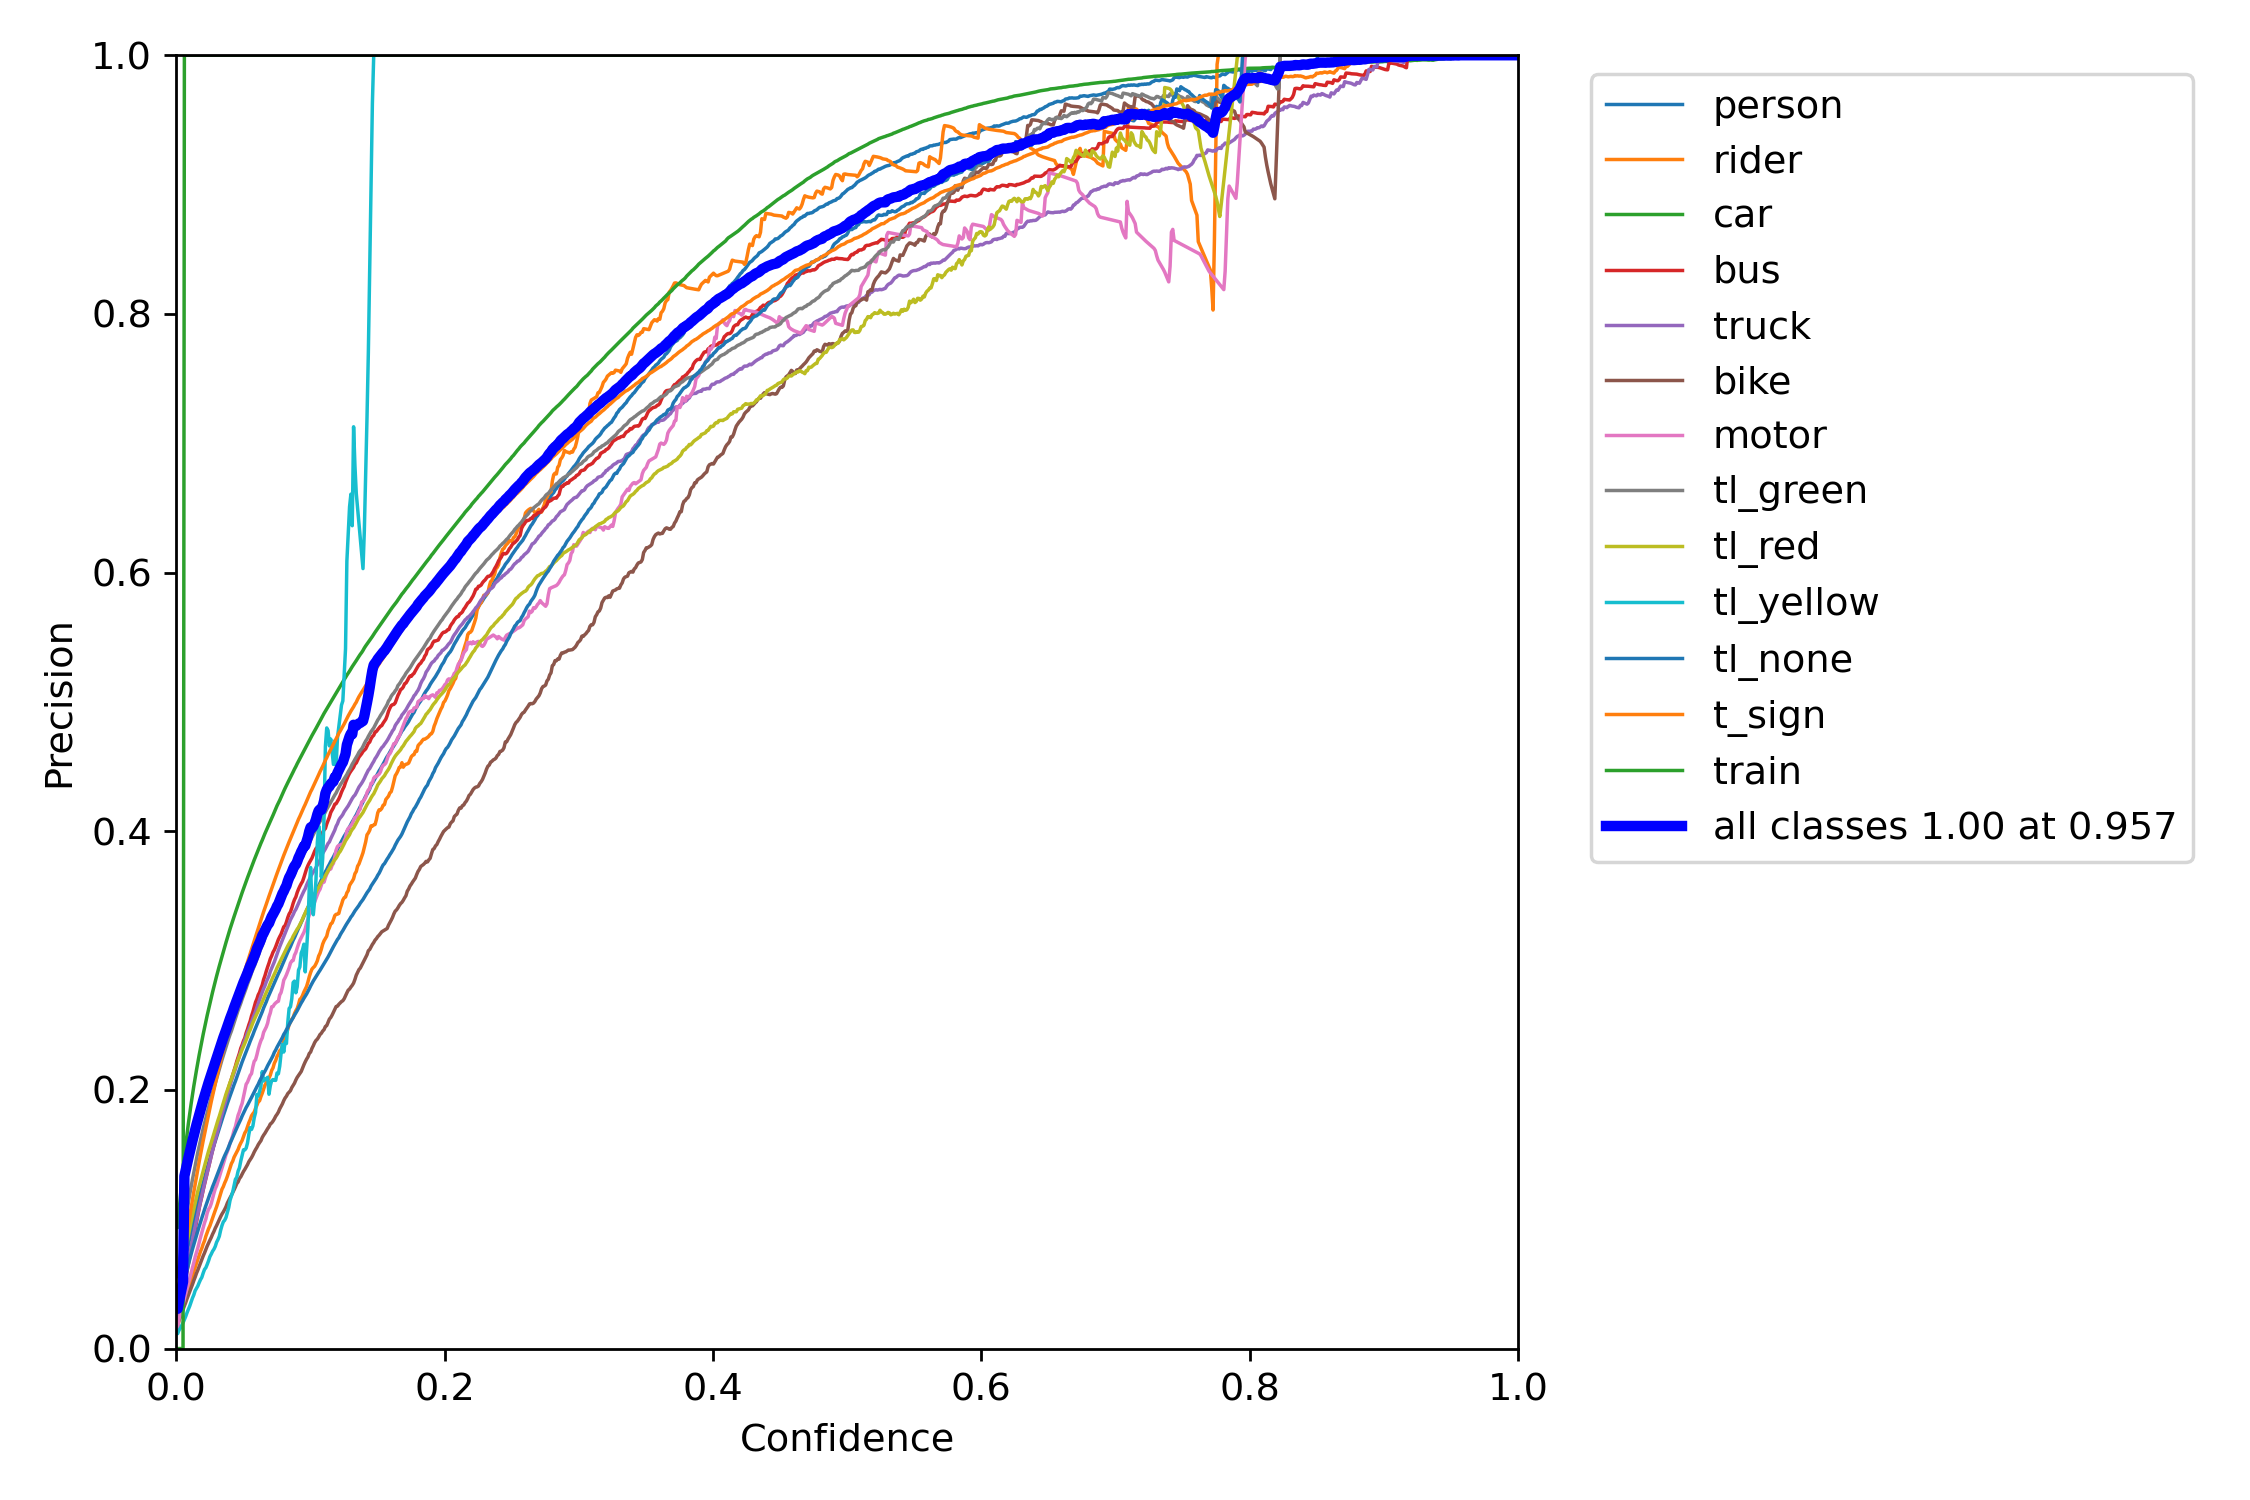 1.0
0.8
0.6
0.4
0.2
0.0
Precision
0.0 0.2 0.4 0.6 0.8 1.0
Confidence
person
rider
car
bus
truck
bike
motor
tl_green
tl_red
tl_yellow
tl_none
t_sign
train
all classes 1.00 at 0.957